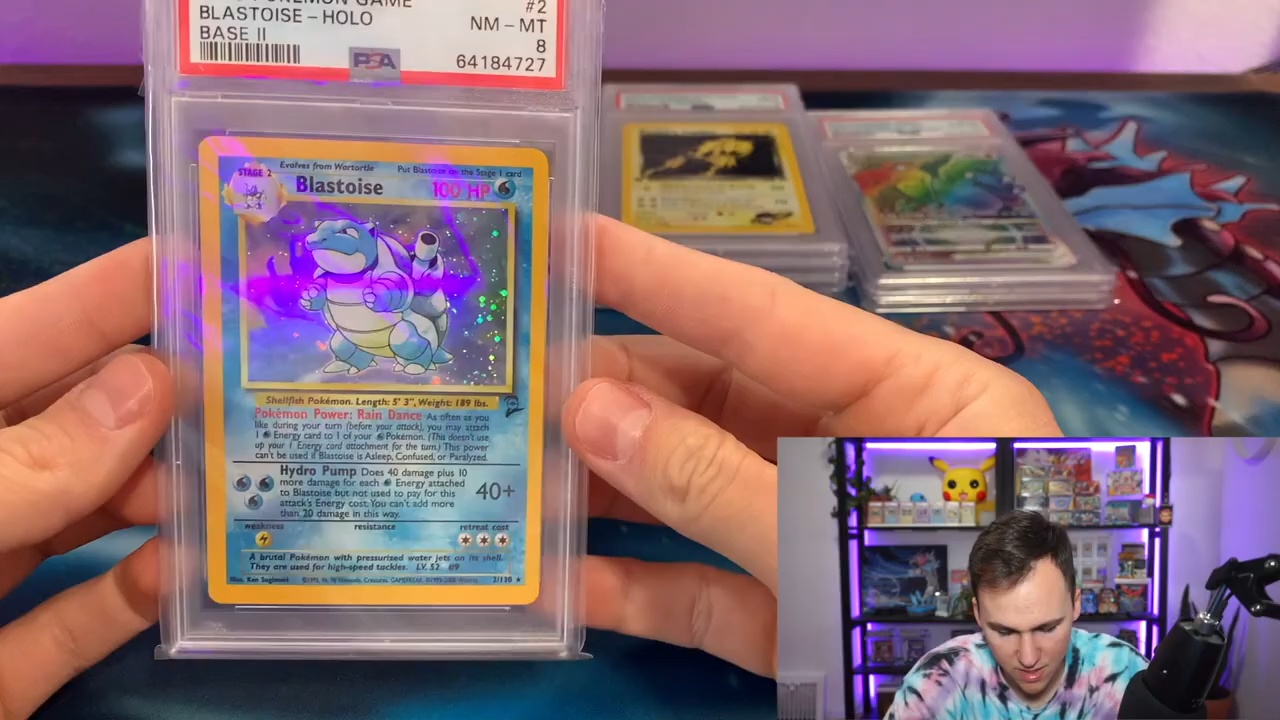 POKEMON GAME
#2
BLASTOISE – HOLO
NM – MT
BASE II
8
PSA
64184727
Evolves from Wartortle
Put Blastoise on the Stage 1 card
STAGE 2
Blastoise
100 HP
Shellfish Pokémon. Length: 5' 3", Weight: 189 lbs.
Pokémon Power: Rain Dance As often as you
like during your turn (before your attack), you may attach
1 Energy card to 1 of your Pokémon. (This doesn't use
up your 1 Energy card attachment for the turn.) This power
can't be used if Blastoise is Asleep, Confused, or Paralyzed.
Hydro Pump Does 40 damage plus 10
more damage for each Energy attached
to Blastoise but not used to pay for this
attack's Energy cost. You can't add more
than 20 damage in this way.
40+
weakness
resistance
retreat cost
A brutal Pokémon with pressurized water jets on its shell.
They are used for high-speed tackles. LV. 52 #9
Illus. Ken Sugimori
2/130 ★